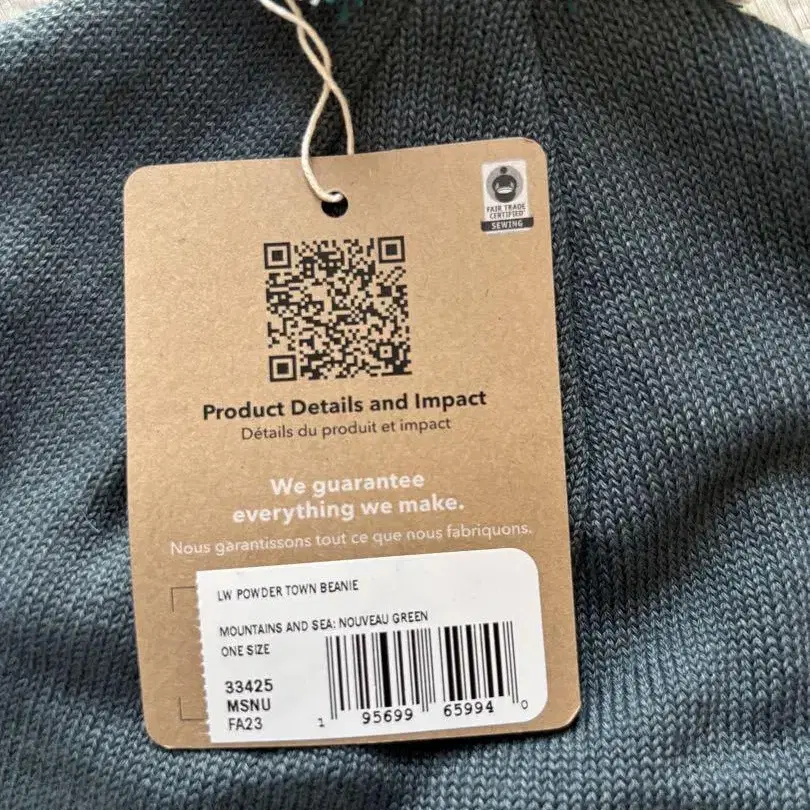 FAIR TRADE
CERTIFIED
SEWING
Product Details and Impact
Détails du produit et impact
We guarantee
everything we make.
Nous garantissons tout ce que nous fabriquons.
LW POWDER TOWN BEANIE
MOUNTAINS AND SEA: NOUVEAU GREEN
ONE SIZE
33425
MSNU
FA23
1 95699 65994 0